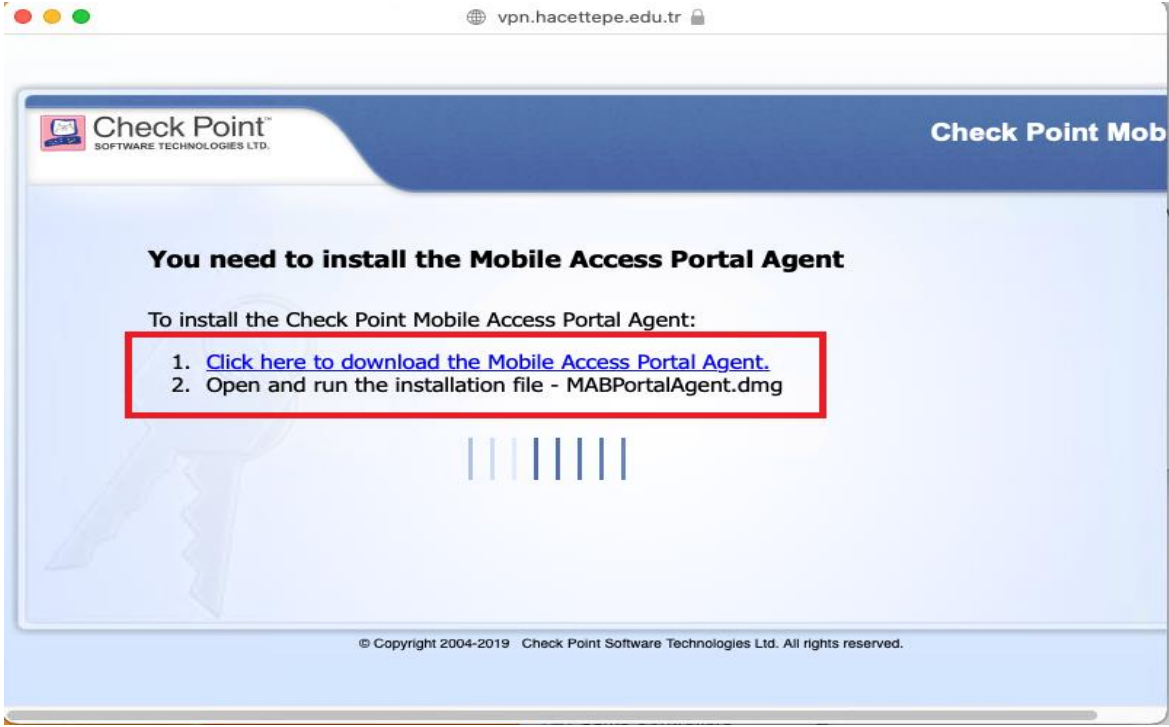 vpn.hacettepe.edu.tr
Check Point™
SOFTWARE TECHNOLOGIES LTD.
Check Point Mob
You need to install the Mobile Access Portal Agent
To install the Check Point Mobile Access Portal Agent:
1. Click here to download the Mobile Access Portal Agent.
2. Open and run the installation file - MABPortalAgent.dmg
© Copyright 2004-2019 Check Point Software Technologies Ltd. All rights reserved.